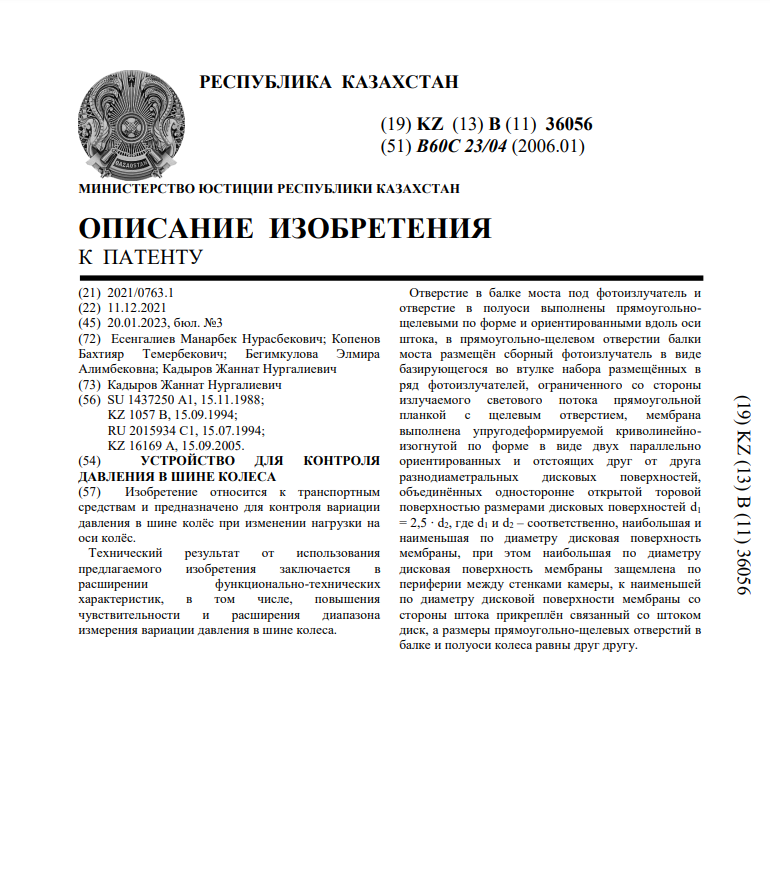 РЕСПУБЛИКА КАЗАХСТАН
(19) KZ (13) B (11) 36056
(51) B60C 23/04 (2006.01)
QAZAQSTAN
МИНИСТЕРСТВО ЮСТИЦИИ РЕСПУБЛИКИ КАЗАХСТАН
ОПИСАНИЕ ИЗОБРЕТЕНИЯ
К ПАТЕНТУ
(21) 2021/0763.1
(22) 11.12.2021
(45) 20.01.2023, бюл. №3
(72) Есенгалиев Манарбек Нурасбекович; Копенов
Бахтияр Темербекович; Бегимкулова Элмира
Алимбековна; Кадыров Жаннат Нургалиевич
(73) Кадыров Жаннат Нургалиевич
(56) SU 1437250 A1, 15.11.1988;
KZ 1057 B, 15.09.1994;
RU 2015934 C1, 15.07.1994;
KZ 16169 A, 15.09.2005.
(54) УСТРОЙСТВО ДЛЯ КОНТРОЛЯ
ДАВЛЕНИЯ В ШИНЕ КОЛЕСА
(57) Изобретение относится к транспортным
средствам и предназначено для контроля вариации
давления в шине колёс при изменении нагрузки на
оси колёс.
Технический результат от использования
предлагаемого изобретения заключается в
расширении функционально-технических
характеристик, в том числе, повышения
чувствительности и расширения диапазона
измерения вариации давления в шине колеса.
Отверстие в балке моста под фотоизлучатель и
отверстие в полуоси выполнены прямоугольно-
щелевыми по форме и ориентированными вдоль оси
штока, в прямоугольно-щелевом отверстии балки
моста размещён сборный фотоизлучатель в виде
базирующегося во втулке набора размещённых в
ряд фотоизлучателей, ограниченного со стороны
излучаемого светового потока прямоугольной
планкой с щелевым отверстием, мембрана
выполнена упругодеформируемой криволинейно-
изогнутой по форме в виде двух параллельно
ориентированных и отстоящих друг от друга
разнодиаметральных дисковых поверхностей,
объединённых односторонне открытой торовой
поверхностью размерами дисковых поверхностей d1
= 2,5 · d2, где d1 и d2 – соответственно, наибольшая и
наименьшая по диаметру дисковая поверхность
мембраны, при этом наибольшая по диаметру
дисковая поверхность мембраны защемлена по
периферии между стенками камеры, к наименьшей
по диаметру дисковой поверхности мембраны со
стороны штока прикреплён связанный со штоком
диск, а размеры прямоугольно-щелевых отверстий в
балке и полуоси колеса равны друг другу.
(19) KZ (13) B (11) 36056